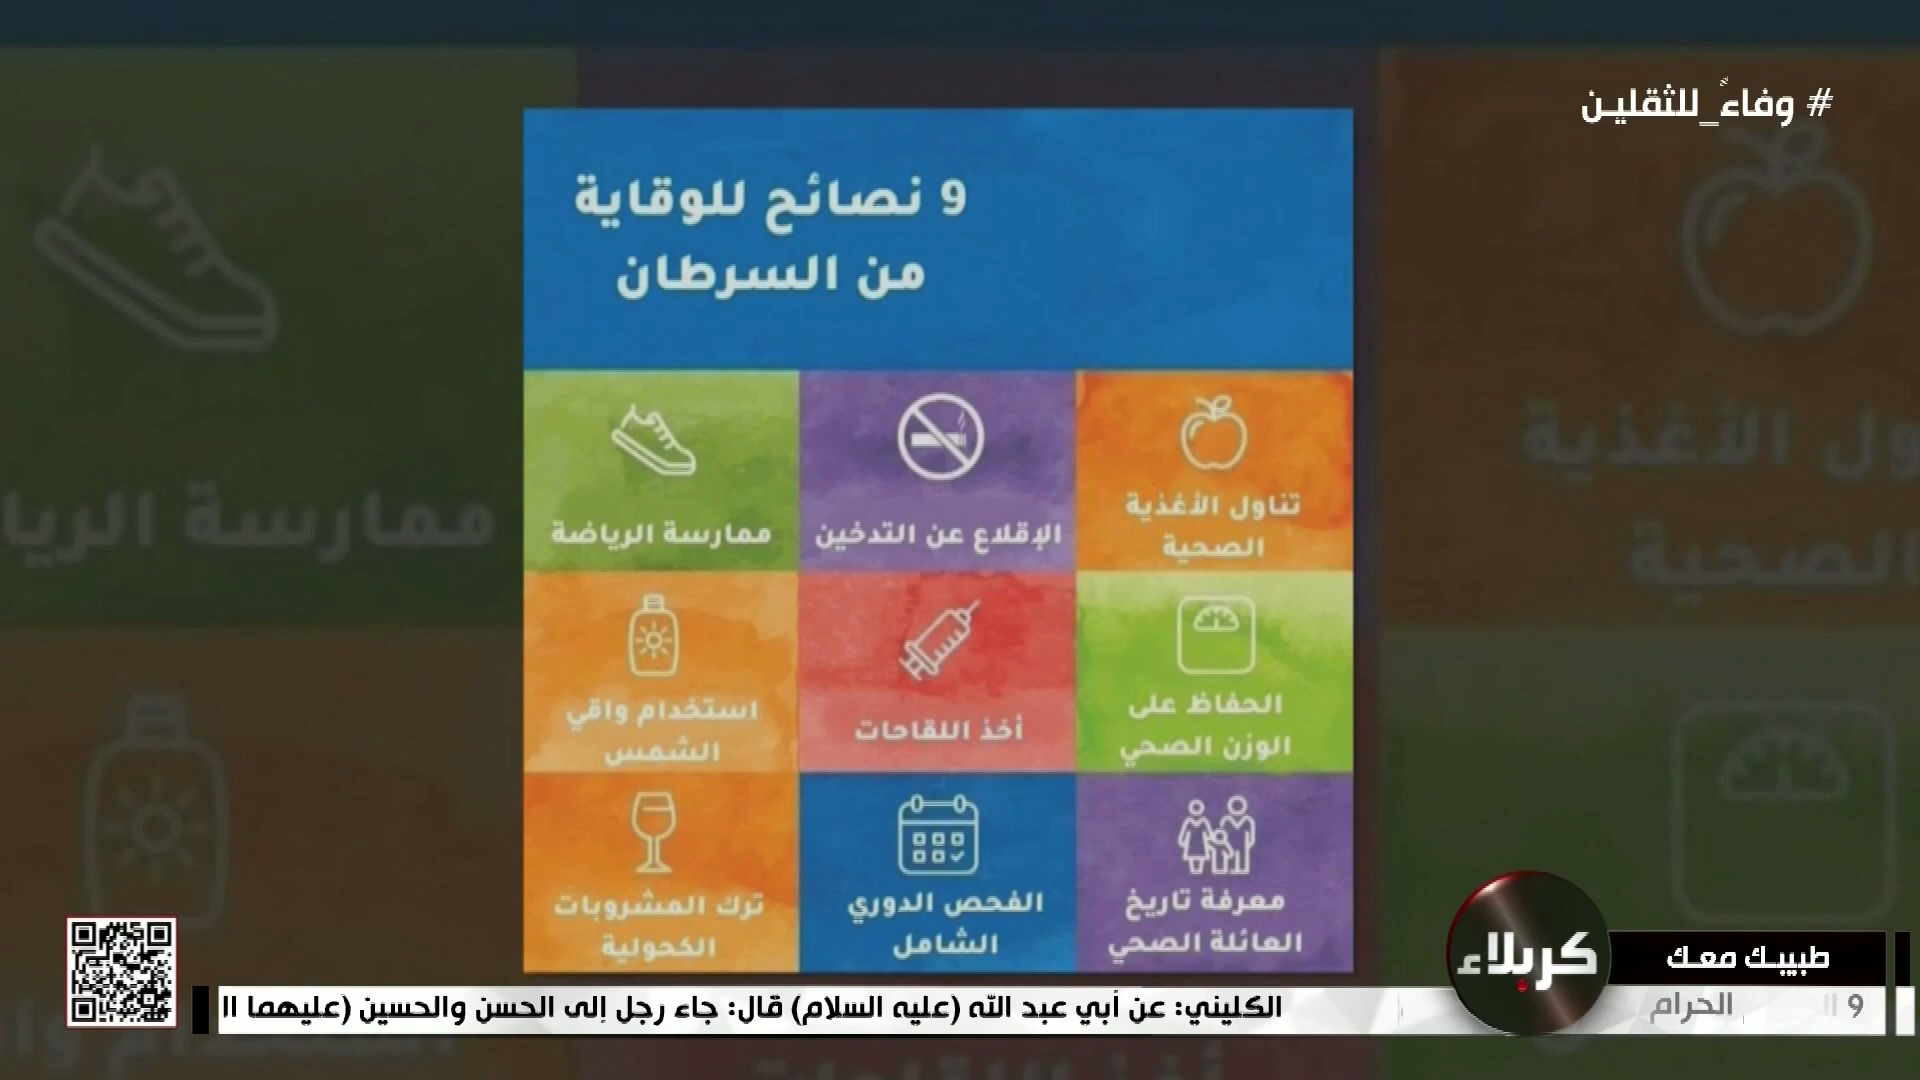 # وفاءً_للثقلين
9 نصائح للوقاية
من السرطان
تناول الأغذية
الصحية
الإقلاع عن التدخين
ممارسة الرياضة
الحفاظ على
الوزن الصحي
أخذ اللقاحات
استخدام واقي
الشمس
معرفة تاريخ
العائلة الصحي
الفحص الدوري
الشامل
ترك المشروبات
الكحولية
كربلاء
طبيبك معك
9
الحرام
الكليني: عن أبي عبد الله (عليه السلام) قال: جاء رجل إلى الحسن والحسين (عليهما ا